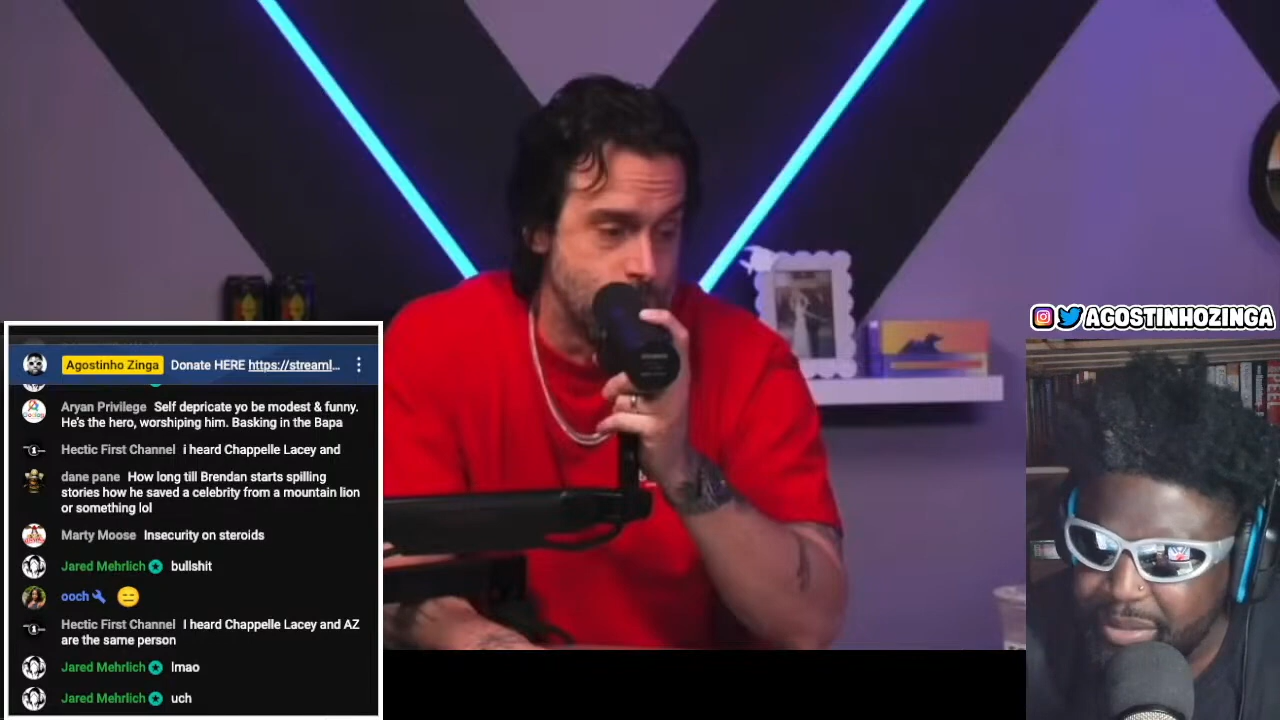 AGOSTINHOZINGA
Agostinho Zinga Donate HERE https://streaml...
Aryan Privilege Self depricate yo be modest & funny.
He's the hero, worshiping him. Basking in the Bapa
Hectic First Channel i heard Chappelle Lacey and
dane pane How long till Brendan starts spilling
stories how he saved a celebrity from a mountain lion
or something lol
Marty Moose Insecurity on steroids
Jared Mehrlich bullshit
ooch
Hectic First Channel I heard Chappelle Lacey and AZ
are the same person
Jared Mehrlich lmao
Jared Mehrlich uch